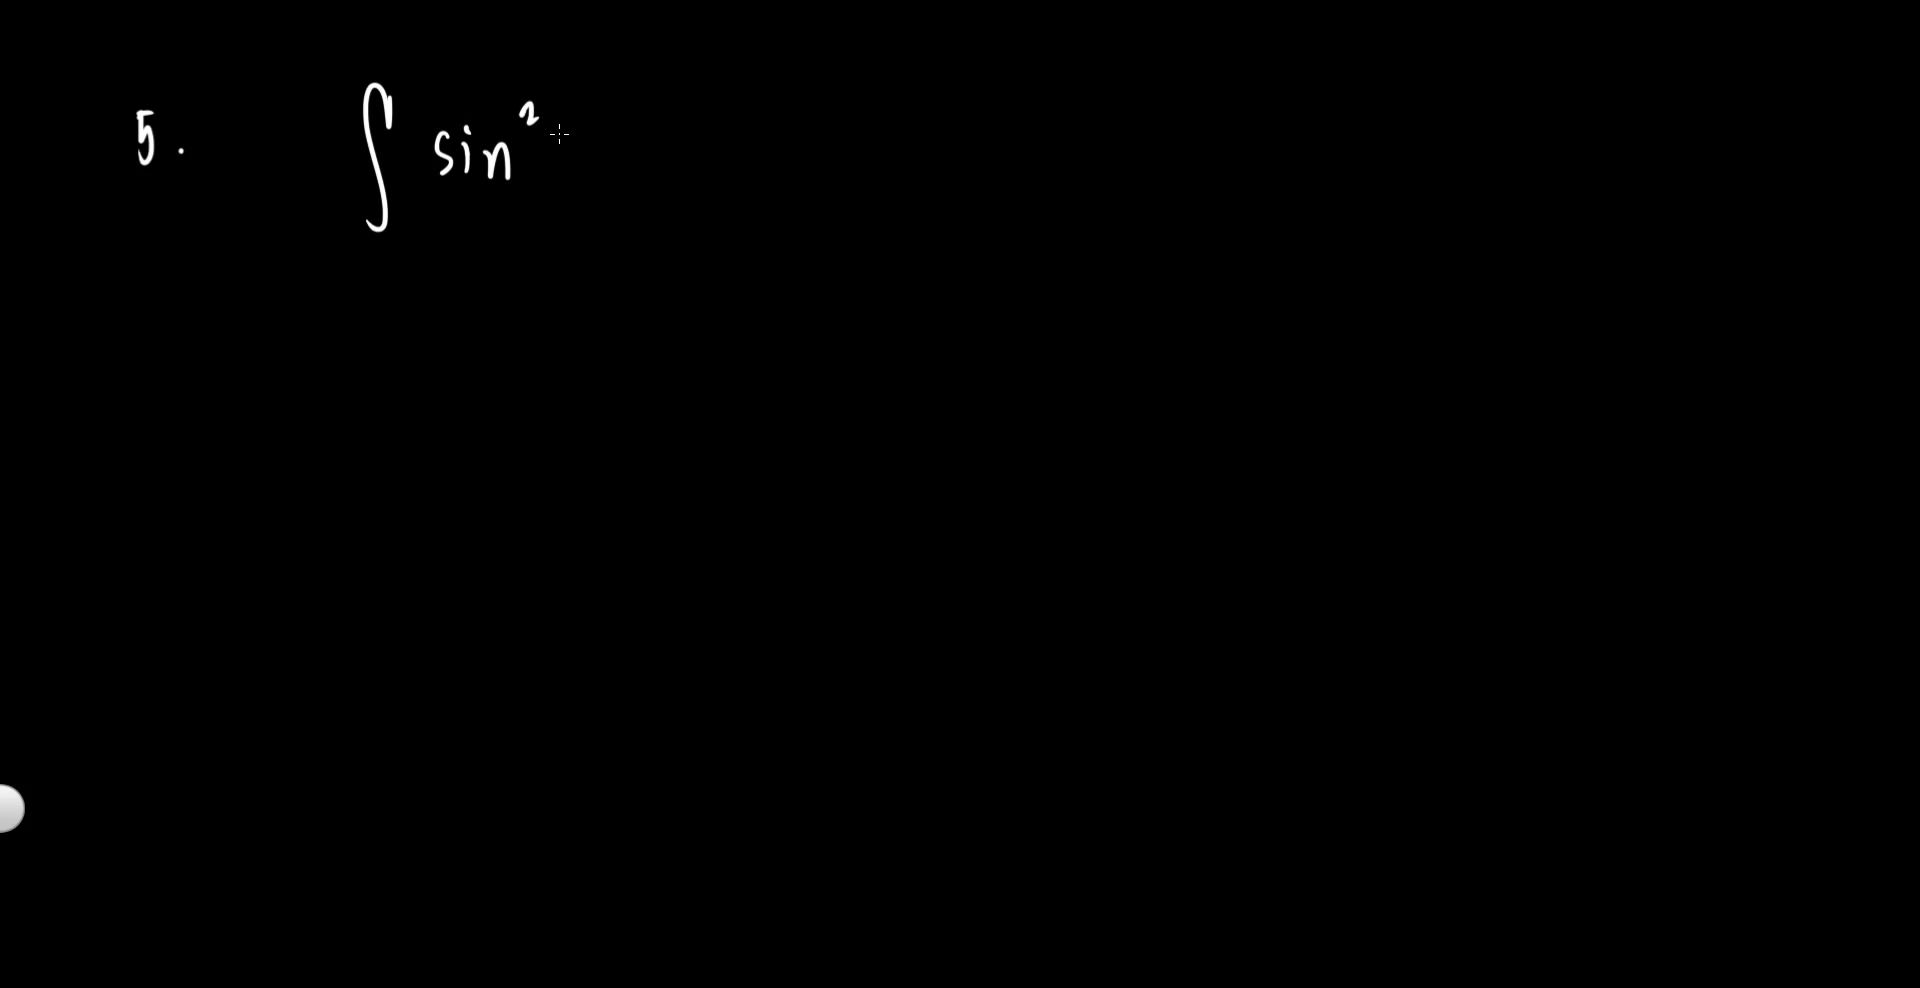 5. ∫ sin²